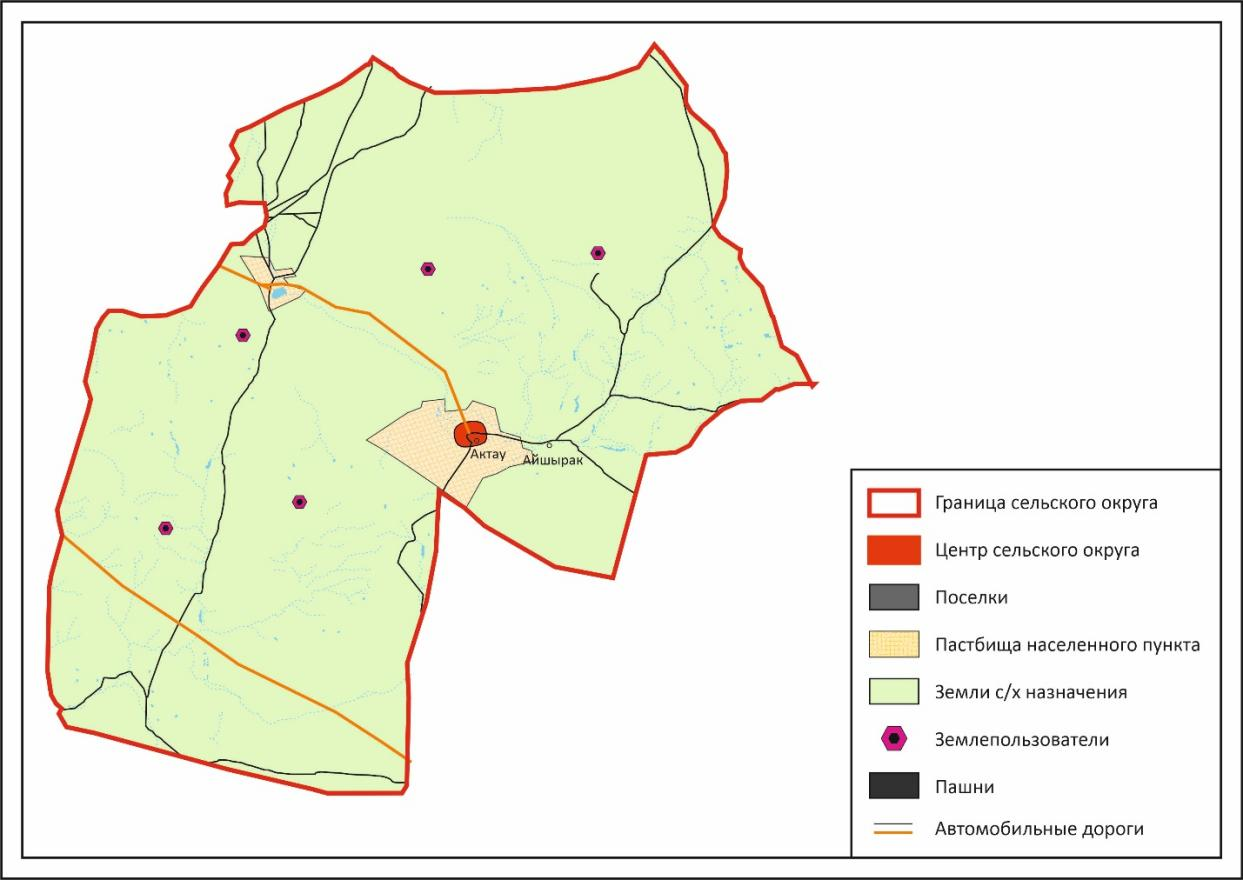 Актау
Айшырак
Граница сельского округа
Центр сельского округа
Поселки
Пастбища населенного пункта
Земли с/х назначения
Землепользователи
Пашни
Автомобильные дороги